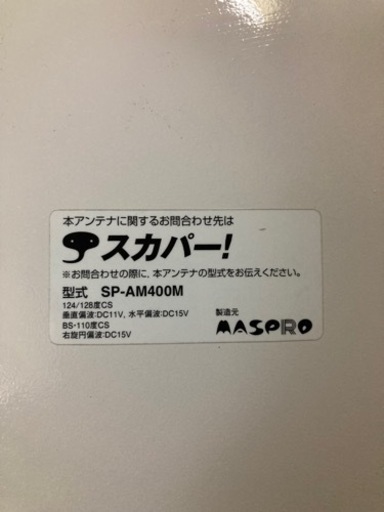 本アンテナに関するお問合わせ先は
スカパー!
※お問合わせの際に、本アンテナの型式をお伝えください。
型式 SP-AM400M
124/128度CS
垂直偏波:DC11V, 水平偏波:DC15V
BS-110度CS
右旋円偏波:DC15V
製造元
MASPRO